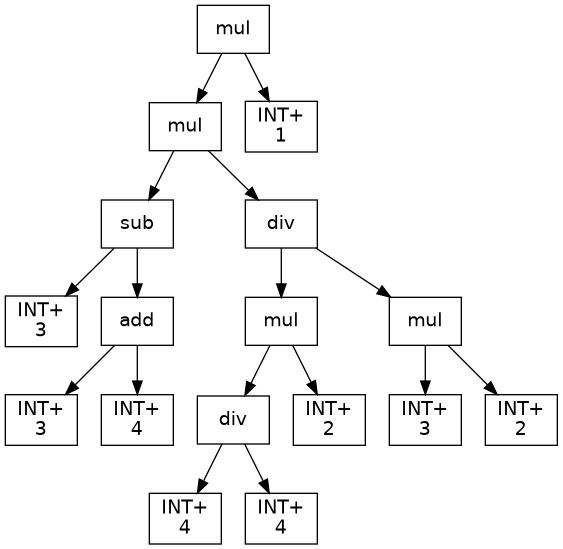 mul
mul
INT+
1
sub
div
INT+
3
add
mul
mul
INT+
3
INT+
4
div
INT+
2
INT+
3
INT+
2
INT+
4
INT+
4